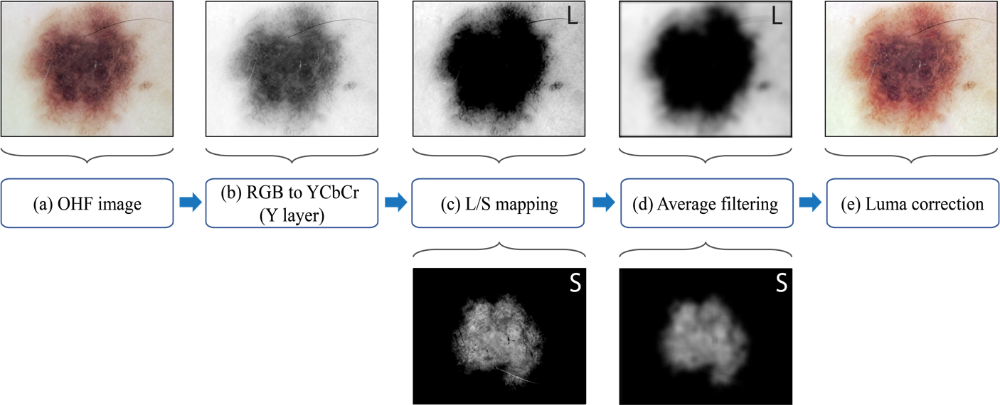 L
L
(a) OHF image
(b) RGB to YCbCr
(Y layer)
(c) L/S mapping
(d) Average filtering
(e) Luma correction
S
S